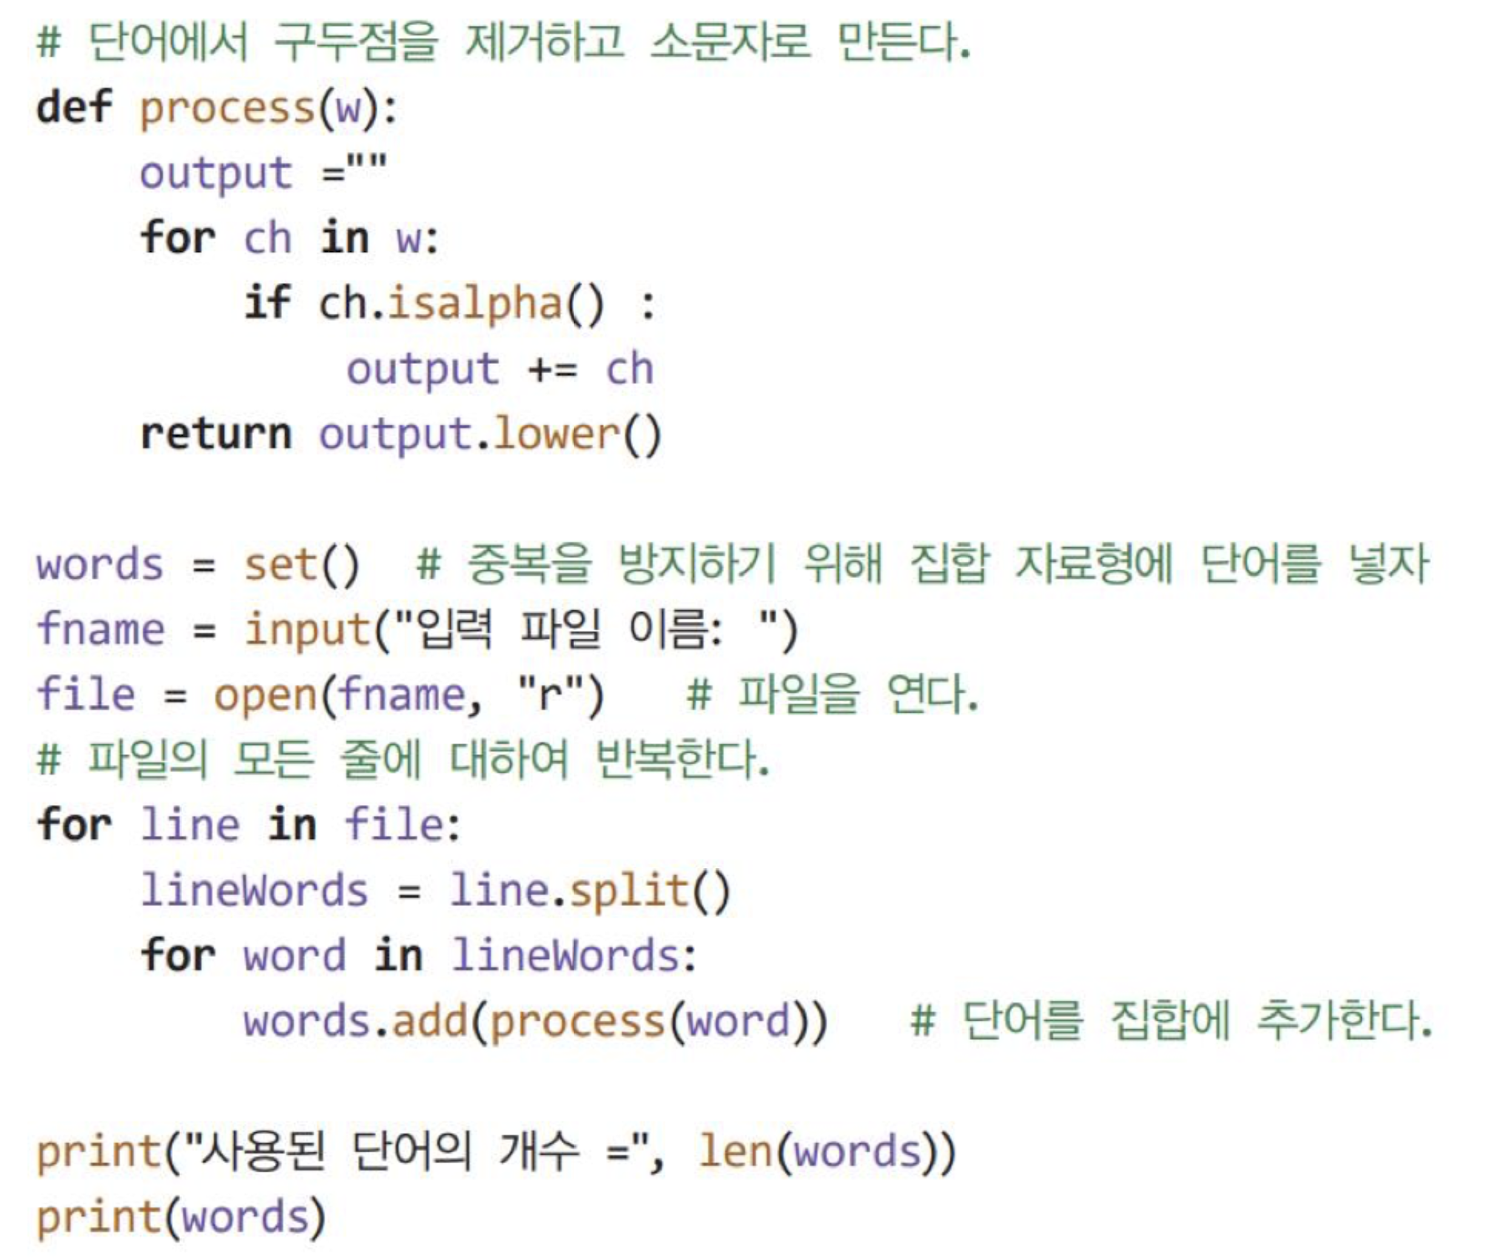 # 단어에서 구두점을 제거하고 소문자로 만든다.
def process(w):
    output =""
    for ch in w:
        if ch.isalpha() :
            output += ch
    return output.lower()

words = set()  # 중복을 방지하기 위해 집합 자료형에 단어를 넣자
fname = input("입력 파일 이름: ")
file = open(fname, "r")   # 파일을 연다.
# 파일의 모든 줄에 대하여 반복한다.
for line in file:
    lineWords = line.split()
    for word in lineWords:
        words.add(process(word))   # 단어를 집합에 추가한다.

print("사용된 단어의 개수 =", len(words))
print(words)